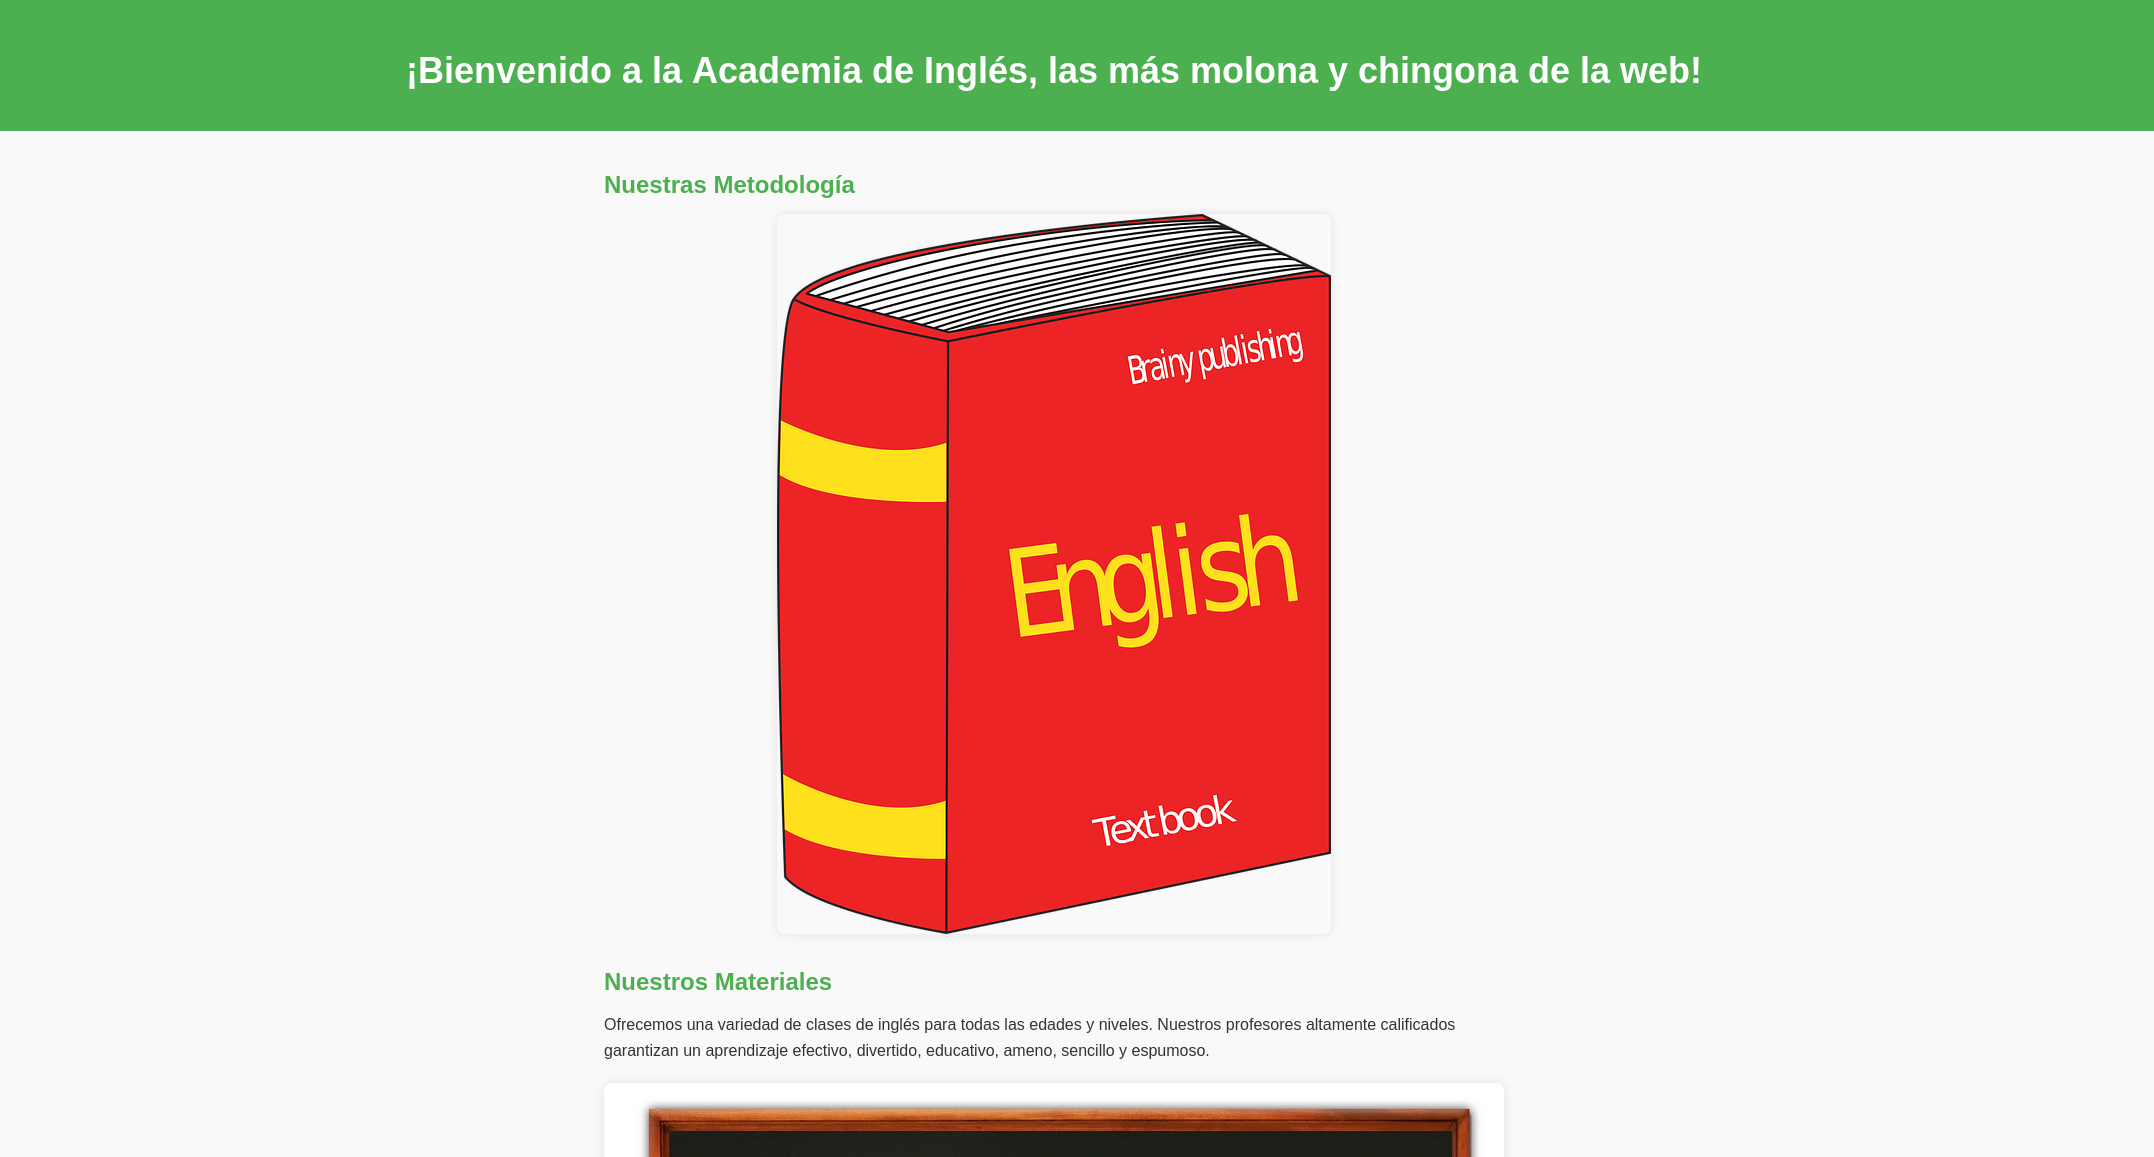 ¡Bienvenido a la Academia de Inglés, las más molona y chingona de la web!
Nuestras Metodología
Brainy publishing
English
Text book
Nuestros Materiales
Ofrecemos una variedad de clases de inglés para todas las edades y niveles. Nuestros profesores altamente calificados
garantizan un aprendizaje efectivo, divertido, educativo, ameno, sencillo y espumoso.